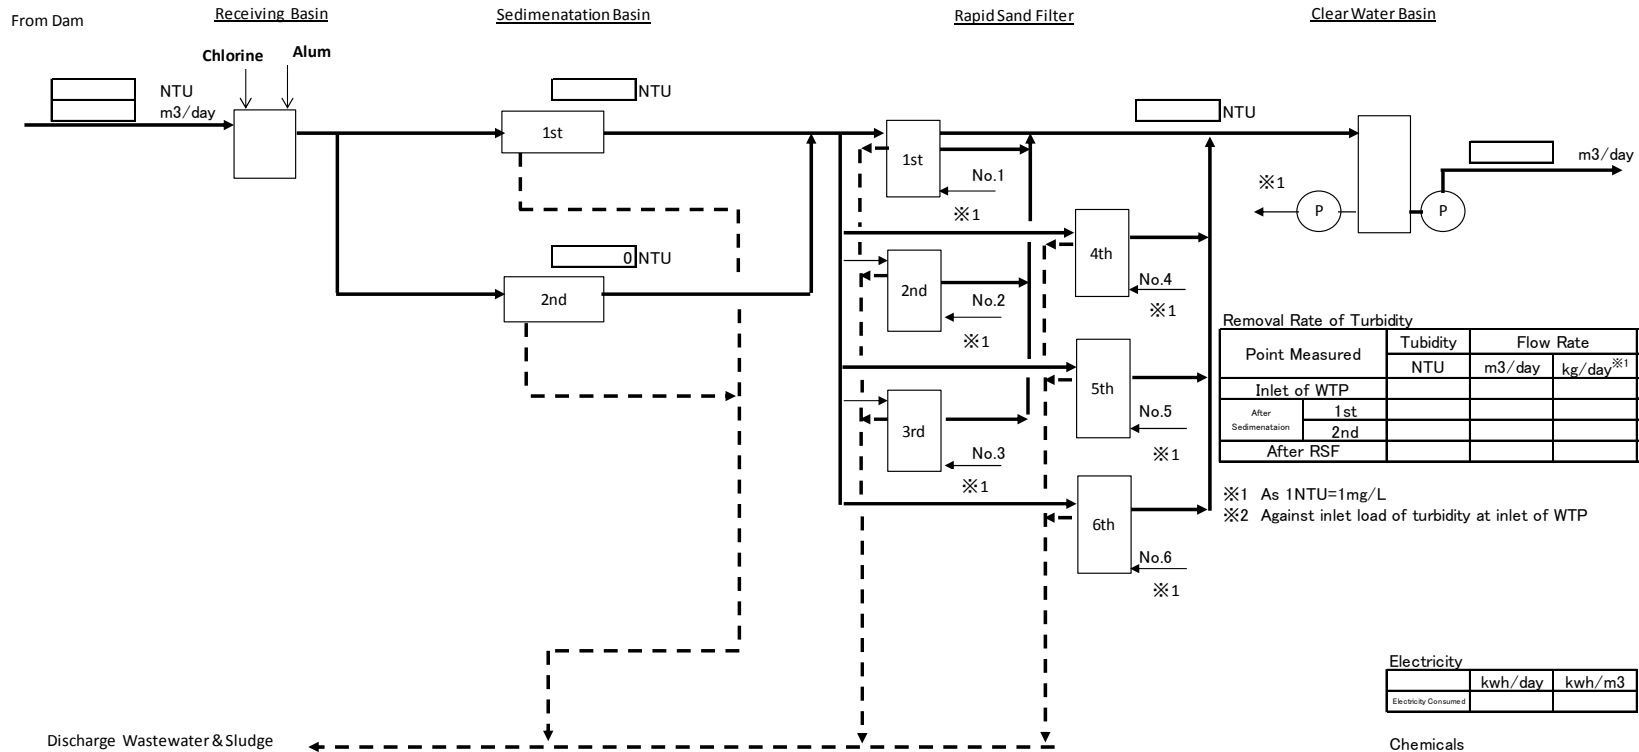 From Dam
Receiving Basin
Sedimenatation Basin
Rapid Sand Filter
Clear Water Basin
Chlorine
Alum
NTU
m3/day
NTU
1st
NTU
1st
No.1
※1
m3/day
※1
P
P
0 NTU
2nd
4th
No.4
※1
2nd
No.2
※1
5th
No.5
※1
3rd
No.3
※1
6th
No.6
※1
Removal Rate of Turbidity
Point Measured
Tubidity
Flow Rate
NTU
m3/day
kg/day※1
Inlet of WTP
After
Sedimenataion
1st
2nd
After RSF
※1 As 1NTU=1mg/L
※2 Against inlet load of turbidity at inlet of WTP
Electricity
kwh/day
kwh/m3
Electricity Consumed
Discharge Wastewater & Sludge
Chemicals